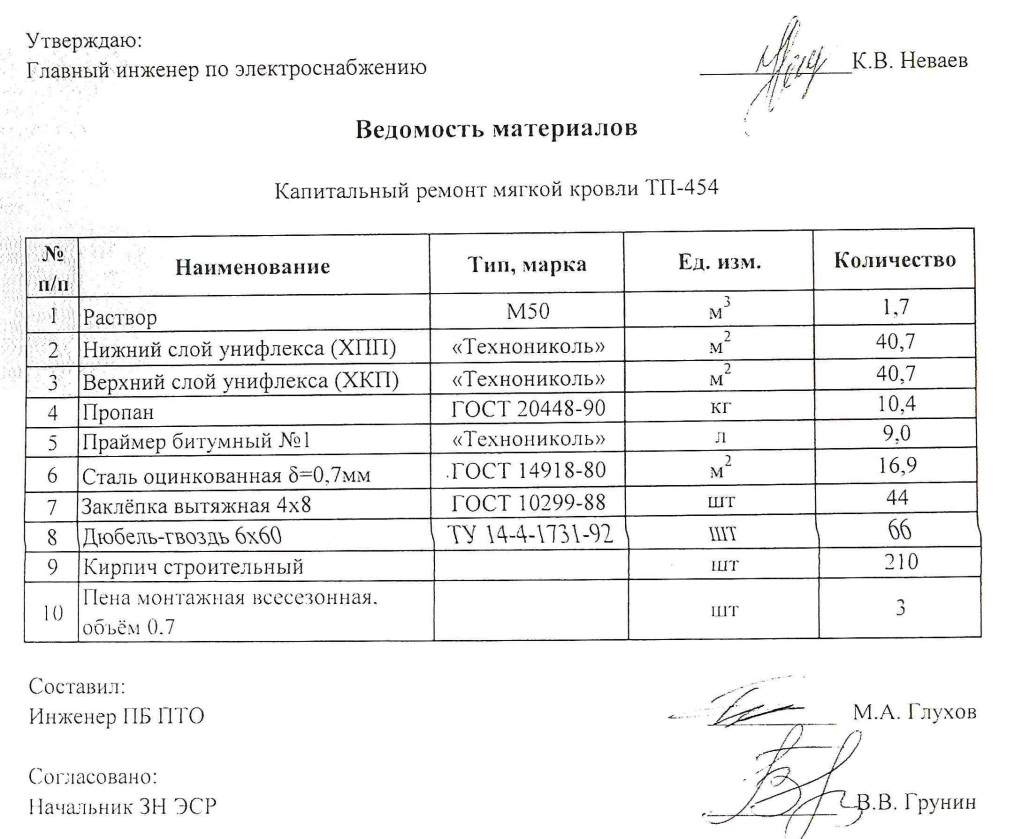 Утверждаю:
Главный инженер по электроснабжению К.В. Неваев
Ведомость материалов
Капитальный ремонт мягкой кровли ТП-454
№ п/п Наименование Тип, марка Ед. изм. Количество
1 Раствор М50 м³ 1,7
2 Нижний слой унифлекса (ХПП) «Технониколь» м² 40,7
3 Верхний слой унифлекса (ХКП) «Технониколь» м² 40,7
4 Пропан ГОСТ 20448-90 кг 10,4
5 Праймер битумный №1 «Технониколь» л 9,0
6 Сталь оцинкованная δ=0,7мм ГОСТ 14918-80 м² 16,9
7 Заклёпка вытяжная 4х8 ГОСТ 10299-88 шт 44
8 Дюбель-гвоздь 6х60 ТУ 14-4-1731-92 шт 66
9 Кирпич строительный шт 210
10 Пена монтажная всесезонная, шт 3
объём 0.7
Составил:
Инженер ПБ ПТО М.А. Глухов
Согласовано:
Начальник ЗН ЭСР В.В. Грунин